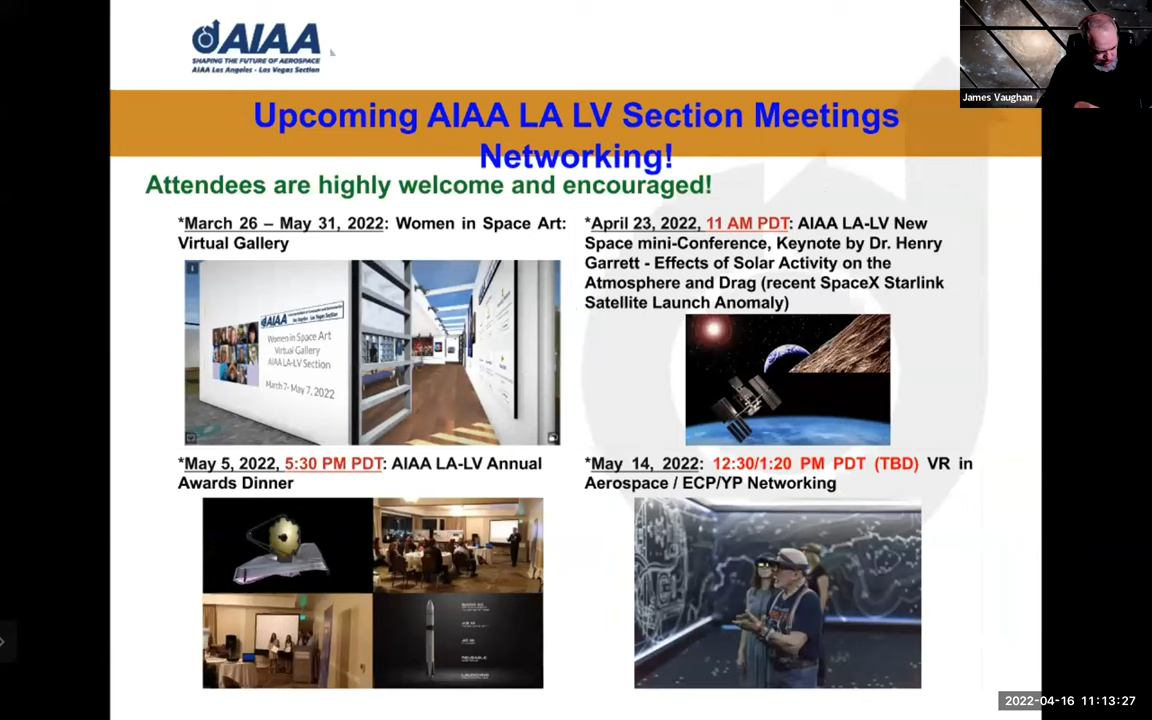 AIAA
SHAPING THE FUTURE OF AEROSPACE
AIAA Los Angeles - Las Vegas Section
James Vaughan
Upcoming AIAA LA LV Section Meetings
Networking!
Attendees are highly welcome and encouraged!
*March 26 – May 31, 2022: Women in Space Art:
Virtual Gallery
*April 23, 2022, 11 AM PDT: AIAA LA-LV New
Space mini-Conference, Keynote by Dr. Henry
Garrett - Effects of Solar Activity on the
Atmosphere and Drag (recent SpaceX Starlink
Satellite Launch Anomaly)
AIAA
Women in Space Art
Virtual Gallery
AIAA LA-LV Section
March 7- May 7, 2022
*May 5, 2022, 5:30 PM PDT: AIAA LA-LV Annual
Awards Dinner
*May 14, 2022: 12:30/1:20 PM PDT (TBD) VR in
Aerospace / ECP/YP Networking
2022-04-16 11:13:27